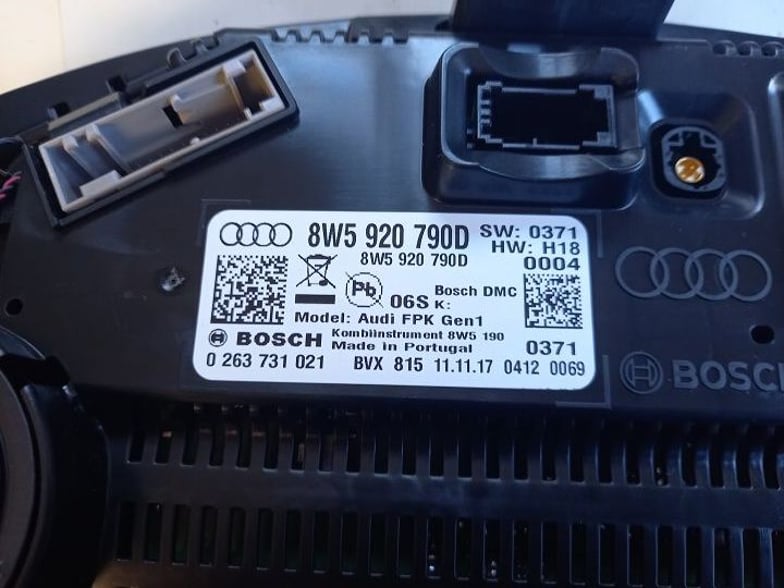 8W5 920 790D
SW: 0371
HW: H18
8W5 920 790D
0004
Pb
06S K:
Bosch DMC
Model: Audi FPK Gen1
BOSCH
Kombiinstrument 8W5 190
Made in Portugal
0371
0 263 731 021
BVX 815 11.11.17 0412 0069
BOSCH